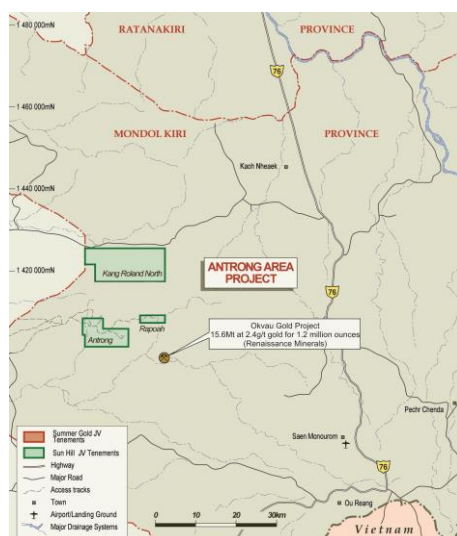 1 480 000mN
RATANAKIRI
PROVINCE
76
1 460 000mN
MONDOL KIRI
PROVINCE
Kaoh Nheaek
1 440 000mN
Kang Roland North
ANTRONG AREA
PROJECT
1 420 000mN
76
Rapoah
Antrong
Okvau Gold Project
15.6Mt at 2.4g/t gold for 1.2 million ounces
(Renaissance Minerals)
Pechr Chenda
Saen Monourom
76
Ou Reang
Vietnam
Summer Gold JV
Tenements
Sun Hill JV Tenements
Highway
Major Road
Access tracks
Town
Airport/Landing Ground
Major Drainage Systems
0 10 20 30km